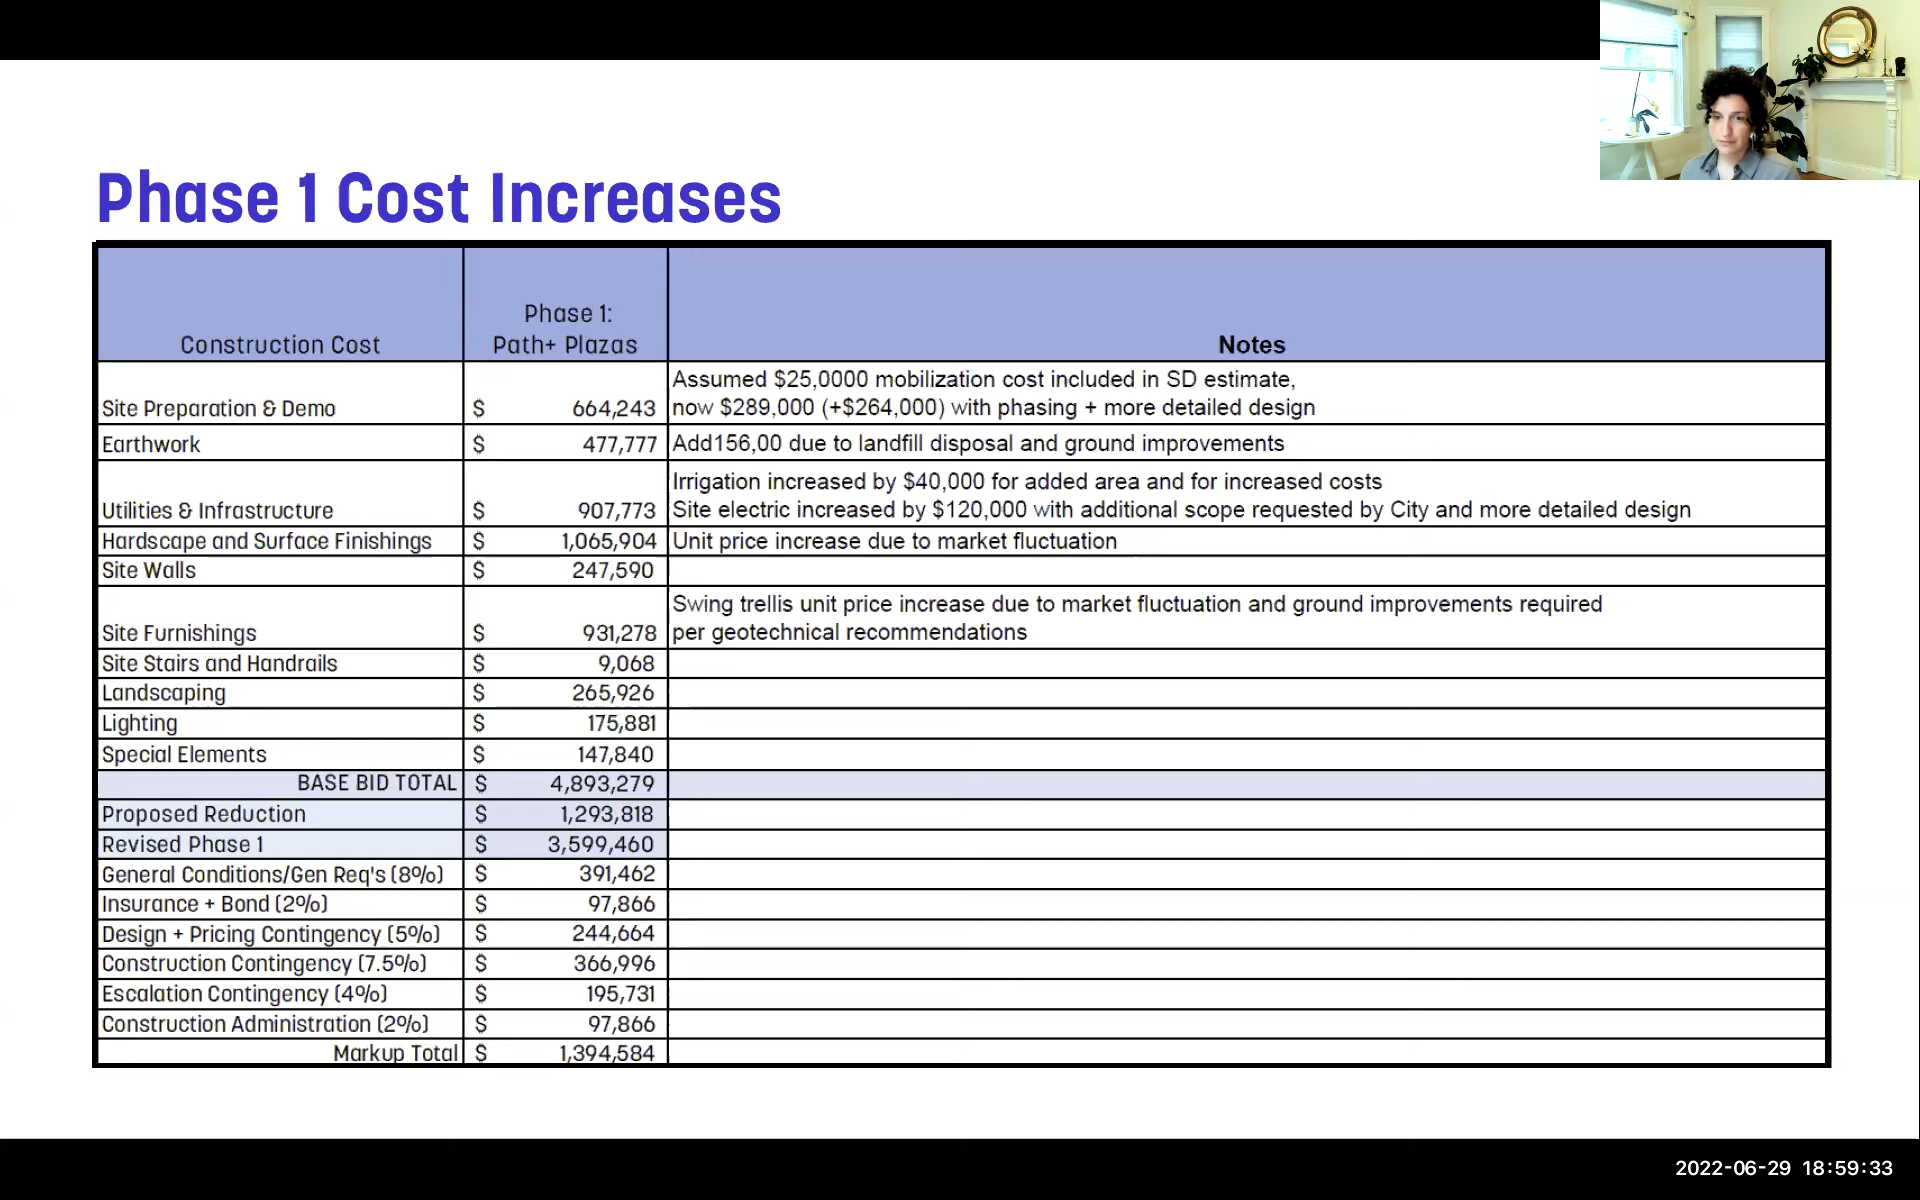 Phase 1 Cost Increases
Construction Cost
Phase 1:
Path+ Plazas
Notes
Site Preparation & Demo $ 664,243 Assumed $25,0000 mobilization cost included in SD estimate,
now $289,000 (+$264,000) with phasing + more detailed design
Earthwork $ 477,777 Add156,00 due to landfill disposal and ground improvements
Utilities & Infrastructure $ 907,773 Irrigation increased by $40,000 for added area and for increased costs
Site electric increased by $120,000 with additional scope requested by City and more detailed design
Hardscape and Surface Finishings $ 1,065,904 Unit price increase due to market fluctuation
Site Walls $ 247,590
Site Furnishings $ 931,278 Swing trellis unit price increase due to market fluctuation and ground improvements required
per geotechnical recommendations
Site Stairs and Handrails $ 9,068
Landscaping $ 265,926
Lighting $ 175,881
Special Elements $ 147,840
BASE BID TOTAL $ 4,893,279
Proposed Reduction $ 1,293,818
Revised Phase 1 $ 3,599,460
General Conditions/Gen Req's (8%) $ 391,462
Insurance + Bond (2%) $ 97,866
Design + Pricing Contingency (5%) $ 244,664
Construction Contingency (7.5%) $ 366,996
Escalation Contingency (4%) $ 195,731
Construction Administration (2%) $ 97,866
Markup Total $ 1,394,584
2022-06-29 18:59:33